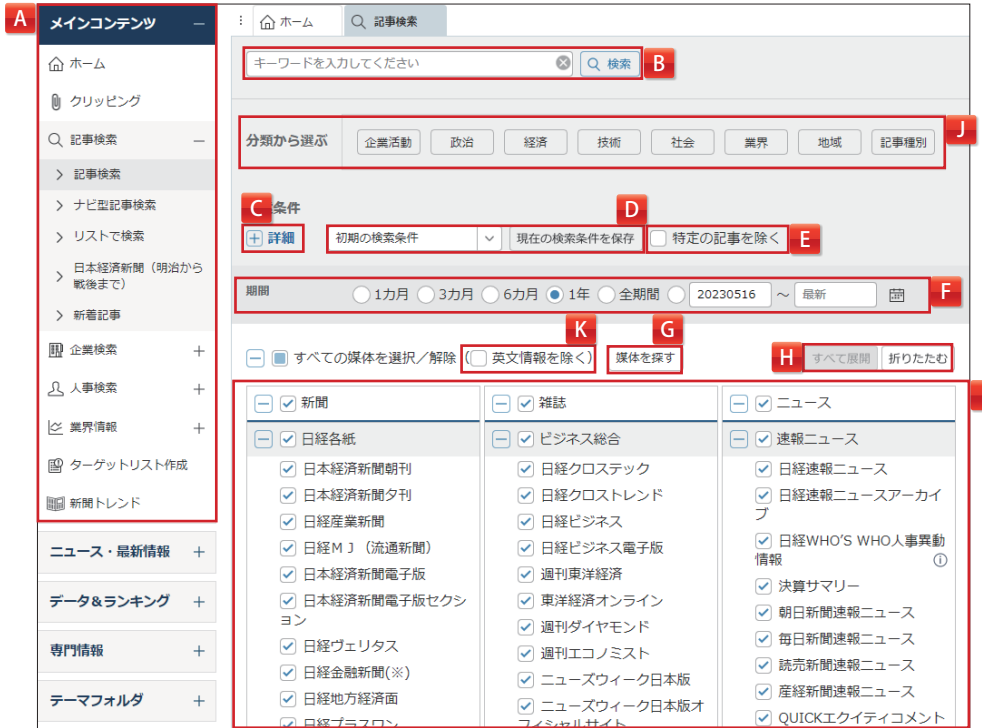 A
メインコンテンツ
ホーム
クリッピング
記事検索
記事検索
ナビ型記事検索
リストで検索
日本経済新聞（明治から
戦後まで）
新着記事
企業検索
人事検索
業界情報
ターゲットリスト作成
新聞トレンド
ニュース・最新情報
データ&ランキング
専門情報
テーマフォルダ
ホーム
記事検索
キーワードを入力してください
検索
B
分類から選ぶ
企業活動
政治
経済
技術
社会
業界
地域
記事種別
J
C
条件
詳細
D
初期の検索条件
現在の検索条件を保存
特定の記事を除く
E
期間
1カ月
3カ月
6カ月
1年
全期間
20230516
～
最新
F
K
G
すべての媒体を選択／解除
(英文情報を除く)
媒体を探す
H
すべて展開
折りたたむ
新聞
日経各紙
日本経済新聞朝刊
日本経済新聞夕刊
日経産業新聞
日経ＭＪ（流通新聞）
日本経済新聞電子版
日本経済新聞電子版セクシ
ョン
日経ヴェリタス
日経金融新聞(※)
日経地方経済面
日経プラスワン
雑誌
ビジネス総合
日経クロステック
日経クロストレンド
日経ビジネス
日経ビジネス電子版
週刊東洋経済
東洋経済オンライン
週刊ダイヤモンド
週刊エコノミスト
ニューズウィーク日本版
ニューズウィーク日本版オ
フィシャルサイト
ニュース
速報ニュース
日経速報ニュース
日経速報ニュースアーカイ
ブ
日経WHO'S WHO人事異動
情報
決算サマリー
朝日新聞速報ニュース
毎日新聞速報ニュース
読売新聞速報ニュース
産経新聞速報ニュース
QUICKエクイティコメント